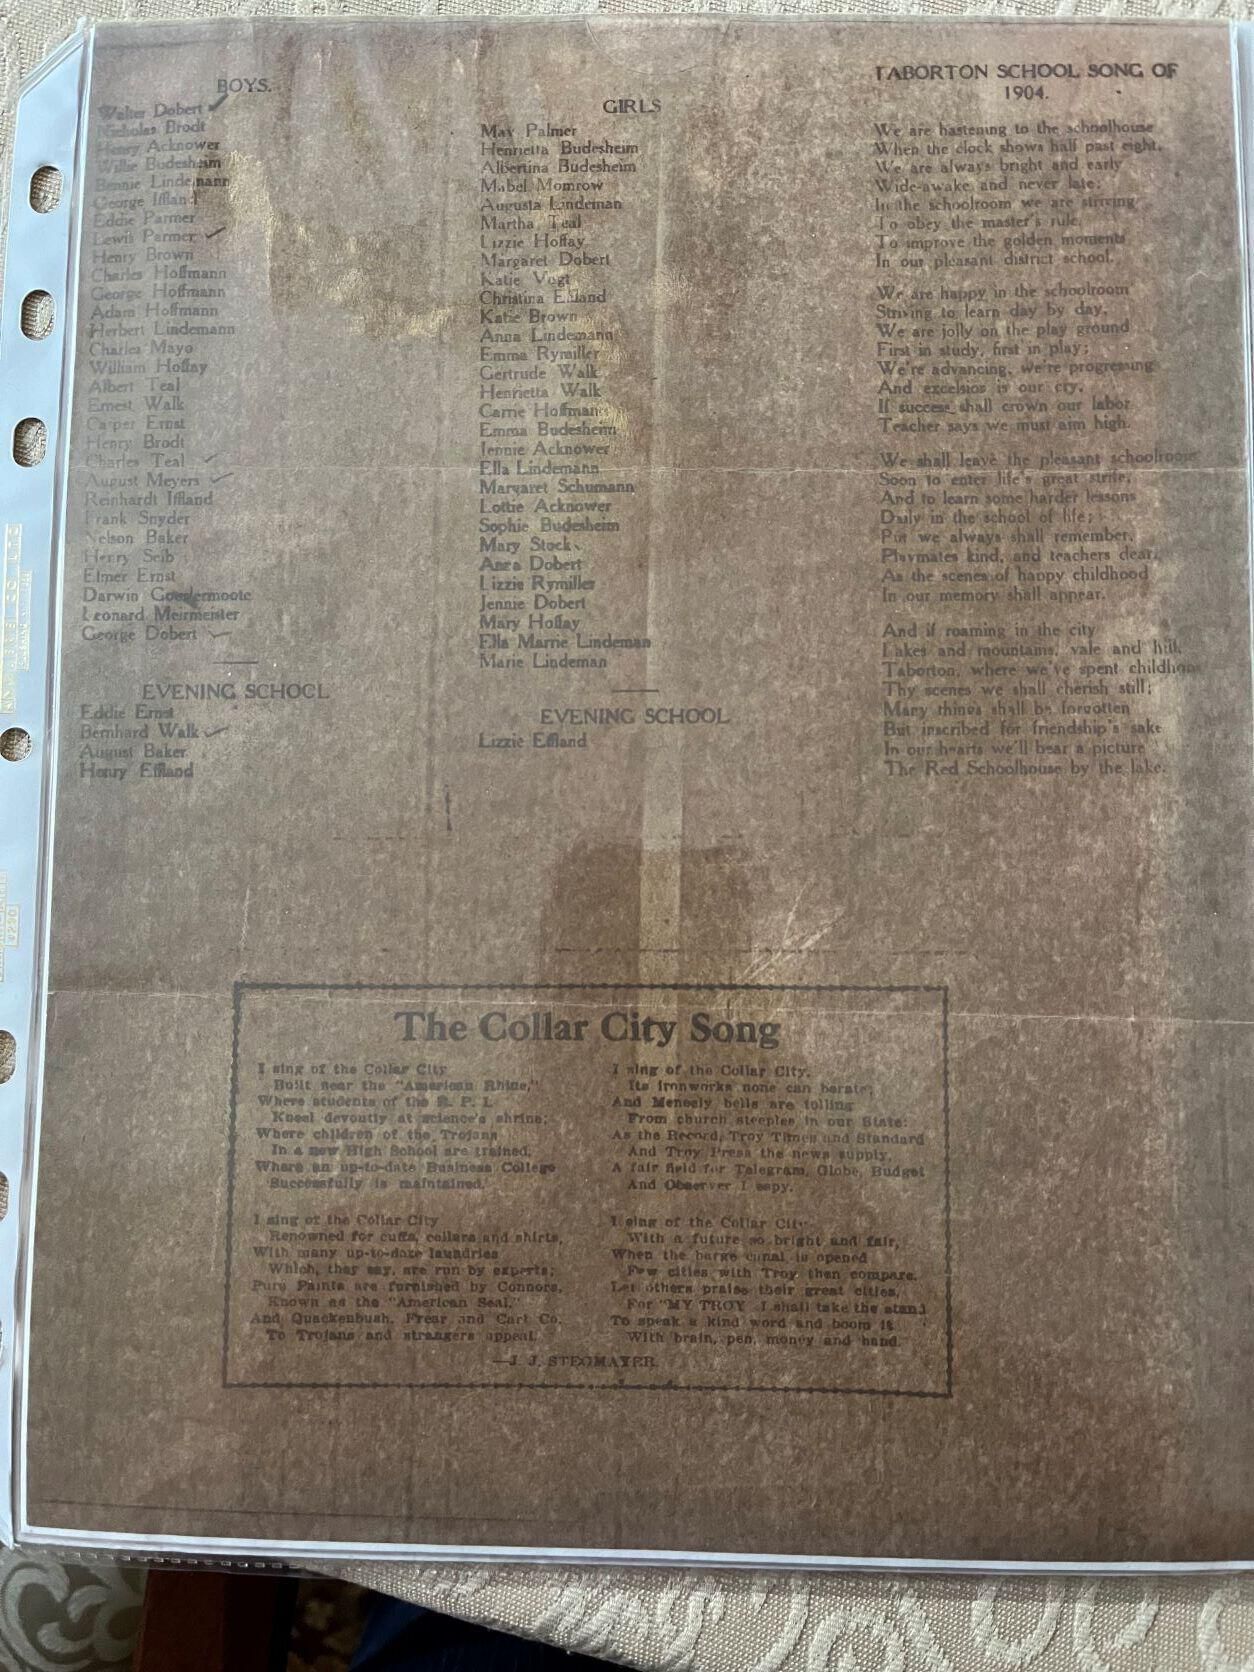 BOYS.
Walter Dobert
Nicholas Brodt
Henry Acknower
Willie Budesheim
Bennie Lindemann
George Iffland
Eddie Parmer
Lewis Parmer
Henry Brown
Charles Hoffmann
George Hoffmann
Adam Hoffmann
Herbert Lindemann
Charles Mayo
William Hoffay
Albert Teal
Ernest Walk
Casper Ernst
Henry Brodt
Charles Teal
August Meyers
Reinhardt Iffland
Frank Snyder
Nelson Baker
Henry Seib
Elmer Ernst
Darwin
Leonard Meirmeister
George Dobert
EVENING SCHOOL
Eddie Ernst
Bernhard Walk
August Baker
Henry Effland
GIRLS
May Palmer
Henrietta Budesheim
Albertina Budesheim
Mabel Momrow
Augusta Lindeman
Martha Teal
Lizzie Hoffay
Margaret Dobert
Katie Vogt
Christina Effland
Katie Brown
Anna Lindemann
Emma Rymiller
Gertrude Walk
Henrietta Walk
Carrie Hoffmann
Emma Budesheim
Jennie Acknower
Ella Lindemann
Margaret Schumann
Lottie Acknower
Sophie Budesheim
Mary Stock
Anna Dobert
Lizzie Rymiller
Jennie Dobert
Mary Hoffay
Ella Marrie Lindeman
Marie Lindeman
EVENING SCHOOL
Lizzie Effland
TABORTON SCHOOL SONG OF
1904.
We are hastening to the schoolhouse
When the clock shows half past eight,
We are always bright and early
Wide-awake and never late;
In the schoolroom we are striving
To obey the master's rule,
To improve the golden moments
In our pleasant district school.
We are happy in the schoolroom
Striving to learn day by day,
We are jolly on the play ground
First in study, first in play;
We're advancing, we're progressing
And excelsior is our cry,
If success shall crown our labor
Teacher says we must aim high.
We shall leave the pleasant schoolroom
Soon to enter life's great strife,
And to learn some harder lessons
Daily in the school of life;
But we always shall remember,
Playmates kind, and teachers dear,
As the scenes of happy childhood
In our memory shall appear.
And if roaming in the city
Lakes and mountains, vale and hill,
Taborton, where we've spent childhood
Thy scenes we shall cherish still;
Many things shall be forgotten
But inscribed for friendship's sake
In our hearts we'll bear a picture
The Red Schoolhouse by the lake.
The Collar City Song
I sing of the Collar City
Built near the "American Rhine,"
Where students of the R. P. I.
Kneel devoutly at science's shrine;
Where children of the Trojans
In a new High School are trained,
Where an up-to-date Business College
Successfully is maintained.
I sing of the Collar City
Renowned for cuffs, collars and shirts,
With many up-to-date laundries
Which, they say, are run by experts;
Pure Paints are furnished by Connors,
Known as the "American Seal,"
And Quackenbush, Frear and Carl Co.
To Trojans and strangers appeal.
I sing of the Collar City,
Its ironworks none can berate;
And Meneely bells are tolling
From church steeples in our State;
As the Record, Troy Times and Standard
And Troy Press the news supply,
A fair field for Telegram, Globe, Budget
And Observer I espy.
I sing of the Collar City
With a future so bright and fair,
When the barge canal is opened
Few cities with Troy then compare.
Let others praise their great cities,
For "MY TROY" I shall take the stand
To speak a kind word and boom it
With brain, pen, money and hand.
—J. J. STEGMAYER.